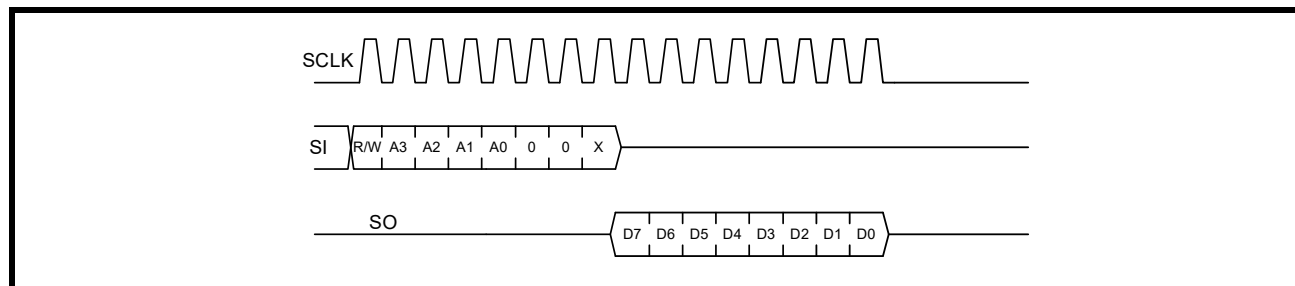 SCLK
SI R/W A3 A2 A1 A0 0 0 X
SO
D7 D6 D5 D4 D3 D2 D1 D0